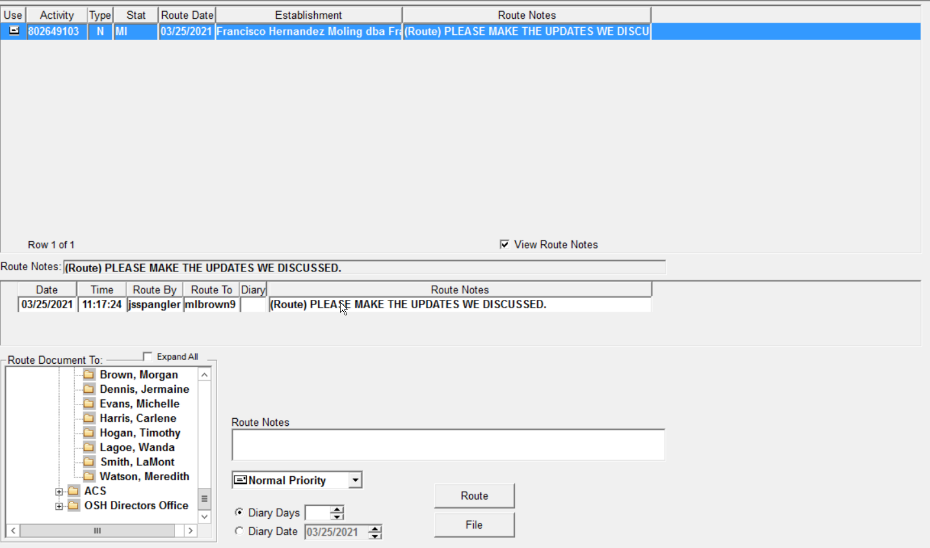 Use Activity Type Stat Route Date Establishment Route Notes
802649103 N MI 03/25/2021 Francisco Hernandez Moling dba Fra (Route) PLEASE MAKE THE UPDATES WE DISCU
Row 1 of 1 View Route Notes
Route Notes: (Route) PLEASE MAKE THE UPDATES WE DISCUSSED.
Date Time Route By Route To Diary Route Notes
03/25/2021 11:17:24 jsspangler mlbrown9 (Route) PLEASE MAKE THE UPDATES WE DISCUSSED.
Route Document To: Expand All
Brown, Morgan
Dennis, Jermaine
Evans, Michelle
Harris, Carlene
Hogan, Timothy
Lagoe, Wanda
Smith, LaMont
Watson, Meredith
ACS
OSH Directors Office
Route Notes
Normal Priority
Diary Days
Diary Date 03/25/2021
Route
File